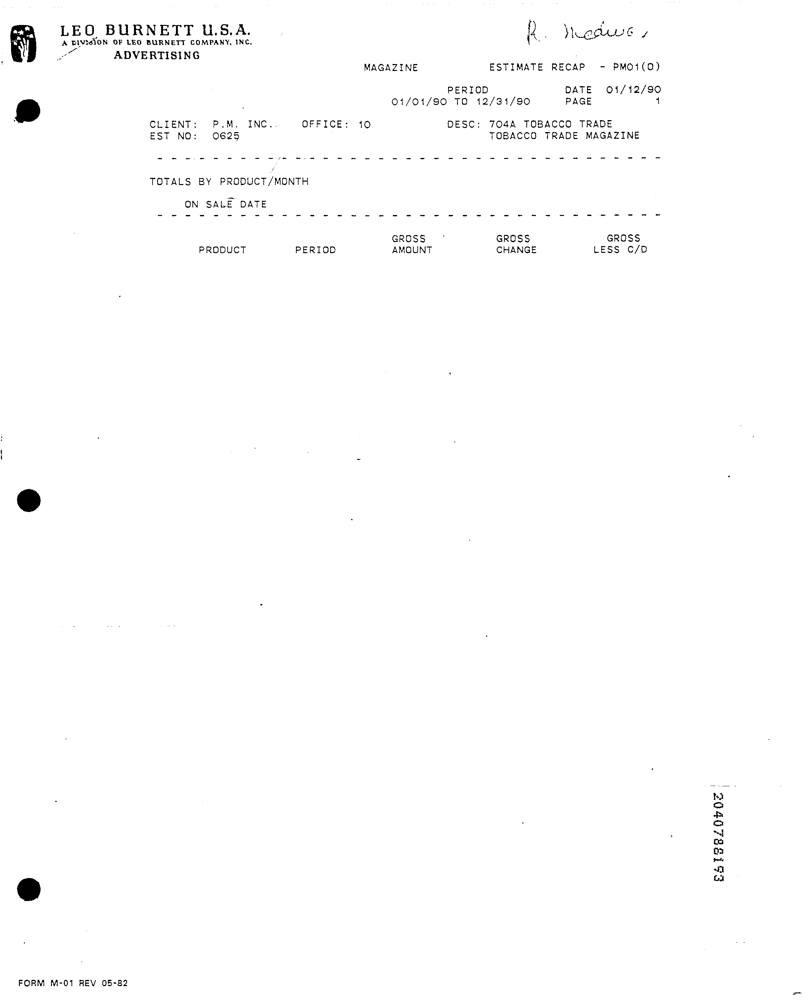 LEO BURNETT U.S.A.
A DIVISION OF LEO BURNETT COMPANY, INC.
ADVERTISING
R.
MAGAZINE ESTIMATE RECAP - PM01(D)
PERIOD DATE 01/12/90
01/01/90 TO 12/31/90 PAGE 1
CLIENT: P.M. INC. OFFICE: 10 DESC: 704A TOBACCO TRADE
EST NO: 0625 TOBACCO TRADE MAGAZINE
TOTALS BY PRODUCT/MONTH
ON SALE DATE
GROSS GROSS GROSS
PRODUCT PERIOD AMOUNT CHANGE LESS C/D
2040788193
FORM M-01 REV 05-82